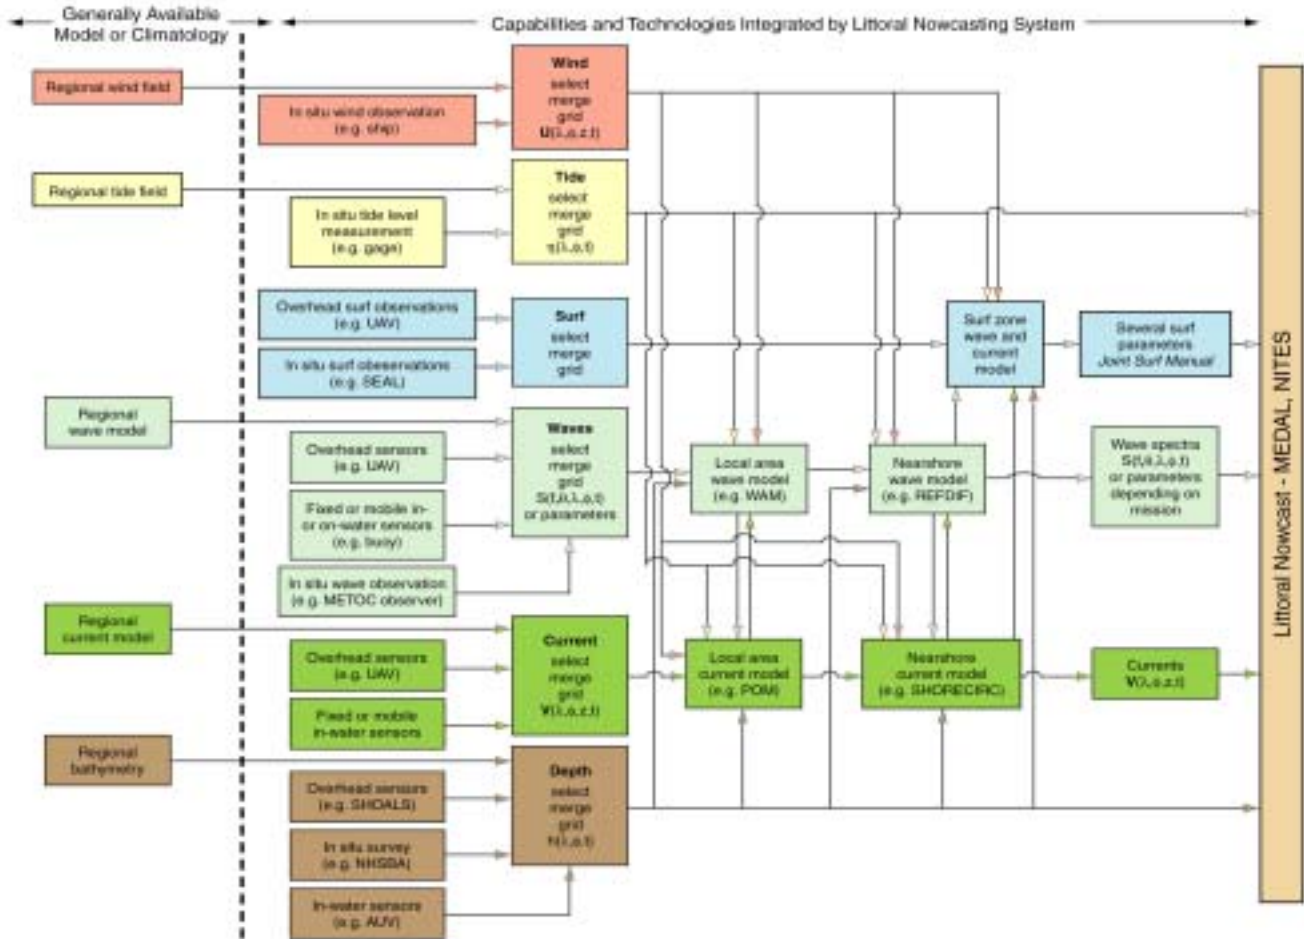 Generally Available
Model or Climatology
Capabilities and Technologies Integrated by Littoral Nowcasting System
Regional wind field
In situ wind observation
(e.g. ship)
Wind
select
merge
grid
Regional tide field
In situ tide level
measurement
(e.g. gage)
Tide
select
merge
grid
Overhead surf observations
(e.g. UAV)
In situ surf obeservations
(e.g. SEAL)
Surf
select
merge
grid
Surf zone
wave and
current
model
Several surf
parameters
Joint Surf Manual
Regional
wave model
Overhead sensors
(e.g. UAV)
Fixed or mobile in-
or on-water sensors
(e.g. buoy)
In situ wave observation
(e.g. METOC observer)
Waves
select
merge
grid
or parameters
Local area
wave model
(e.g. WAM)
Nearshore
wave model
(e.g. REFDIF)
Wave spectra
or parameters
depending on
mission
Regional
current model
Overhead sensors
(e.g. UAV)
Fixed or mobile
in-water sensors
Current
select
merge
grid
Local area
current model
(e.g. POM)
Nearshore
current model
(e.g. SHORECIRC)
Currents
Regional
bathymetry
Overhead sensors
(e.g. SHOALS)
In situ survey
(e.g.
In-water sensors
(e.g. AUV)
Depth
select
merge
grid
Littoral Nowcast - MEDAL, NITES